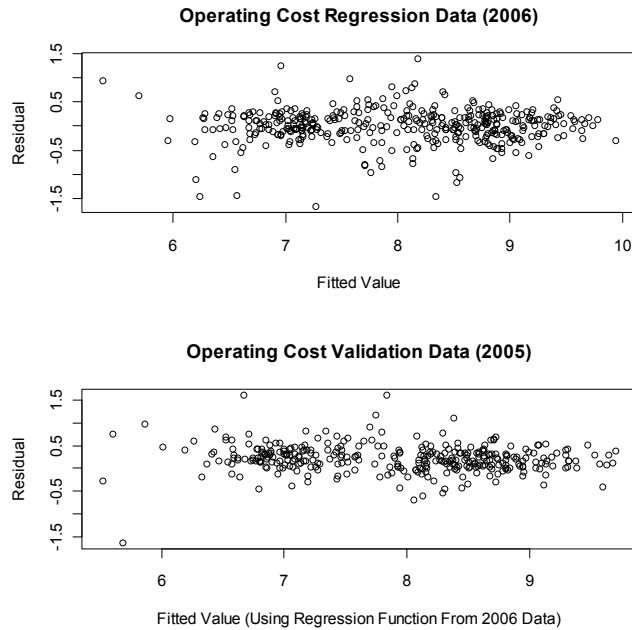 Operating Cost Regression Data (2006)
1.5
0.5
-0.5
-1.5
Residual
6 7 8 9 10
Fitted Value
Operating Cost Validation Data (2005)
1.5
0.5
-0.5
-1.5
Residual
6 7 8 9
Fitted Value (Using Regression Function From 2006 Data)